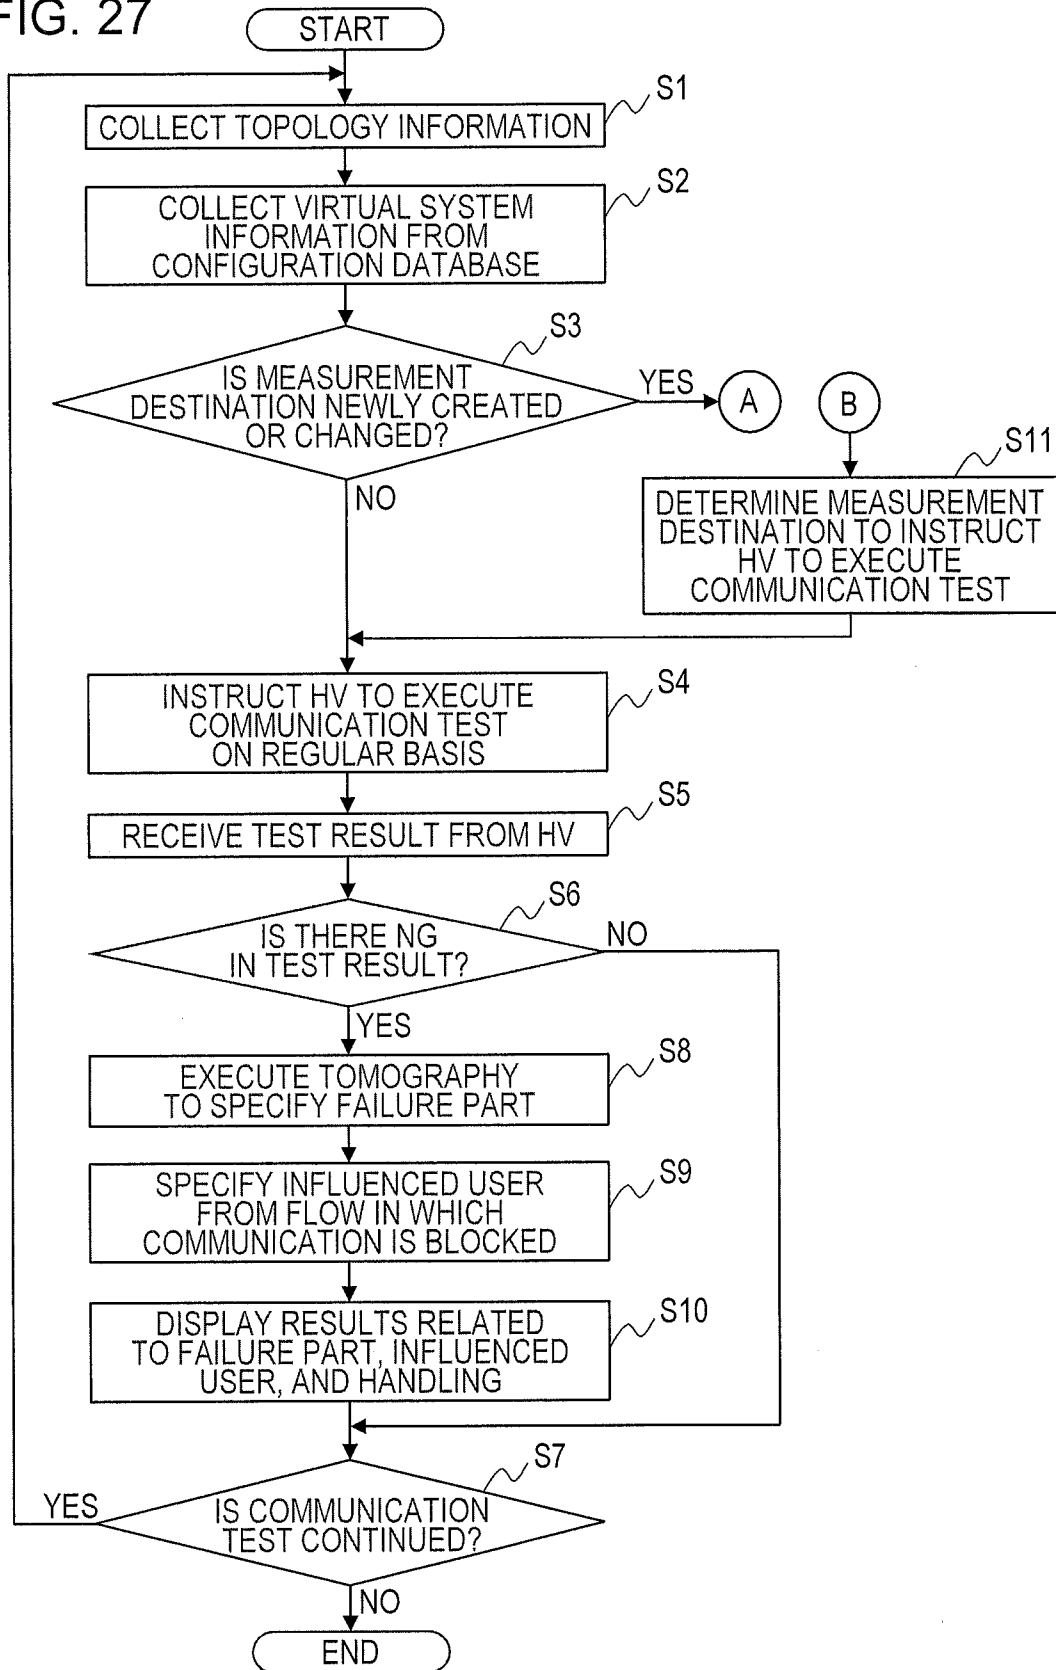 FIG. 27
START
S1
COLLECT TOPOLOGY INFORMATION
S2
COLLECT VIRTUAL SYSTEM
INFORMATION FROM
CONFIGURATION DATABASE
S3
IS MEASUREMENT
DESTINATION NEWLY CREATED
OR CHANGED?
YES
A
B
NO
S11
DETERMINE MEASUREMENT
DESTINATION TO INSTRUCT
HV TO EXECUTE
COMMUNICATION TEST
S4
INSTRUCT HV TO EXECUTE
COMMUNICATION TEST
ON REGULAR BASIS
S5
RECEIVE TEST RESULT FROM HV
S6
IS THERE NG
IN TEST RESULT?
NO
YES
S8
EXECUTE TOMOGRAPHY
TO SPECIFY FAILURE PART
S9
SPECIFY INFLUENCED USER
FROM FLOW IN WHICH
COMMUNICATION IS BLOCKED
S10
DISPLAY RESULTS RELATED
TO FAILURE PART, INFLUENCED
USER, AND HANDLING
S7
IS COMMUNICATION
TEST CONTINUED?
YES
NO
END